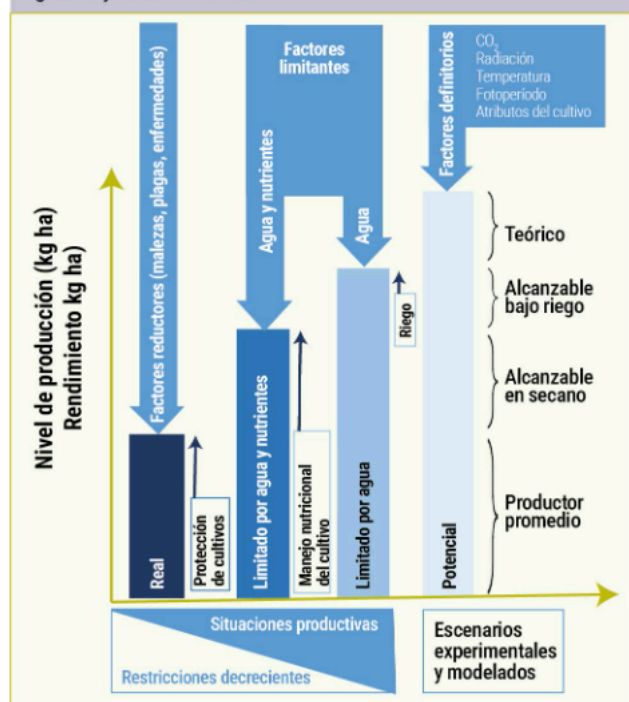 Factores
limitantes
CO₂
Radiación
Temperatura
Fotoperíodo
Atributos del cultivo
Factores definitorios
Factores reductores (malezas, plagas, enfermedades)
Agua y nutrientes
Agua
Nivel de producción (kg ha)
Rendimiento kg ha)
Teórico
Alcanzable
bajo riego
Alcanzable
en secano
Productor
promedio
Real
Protección
de cultivos
Limitado por agua y nutrientes
Manejo nutricional
del cultivo
Limitado por agua
Riego
Potencial
Situaciones productivas
Restricciones decrecientes
Escenarios
experimentales
y modelados